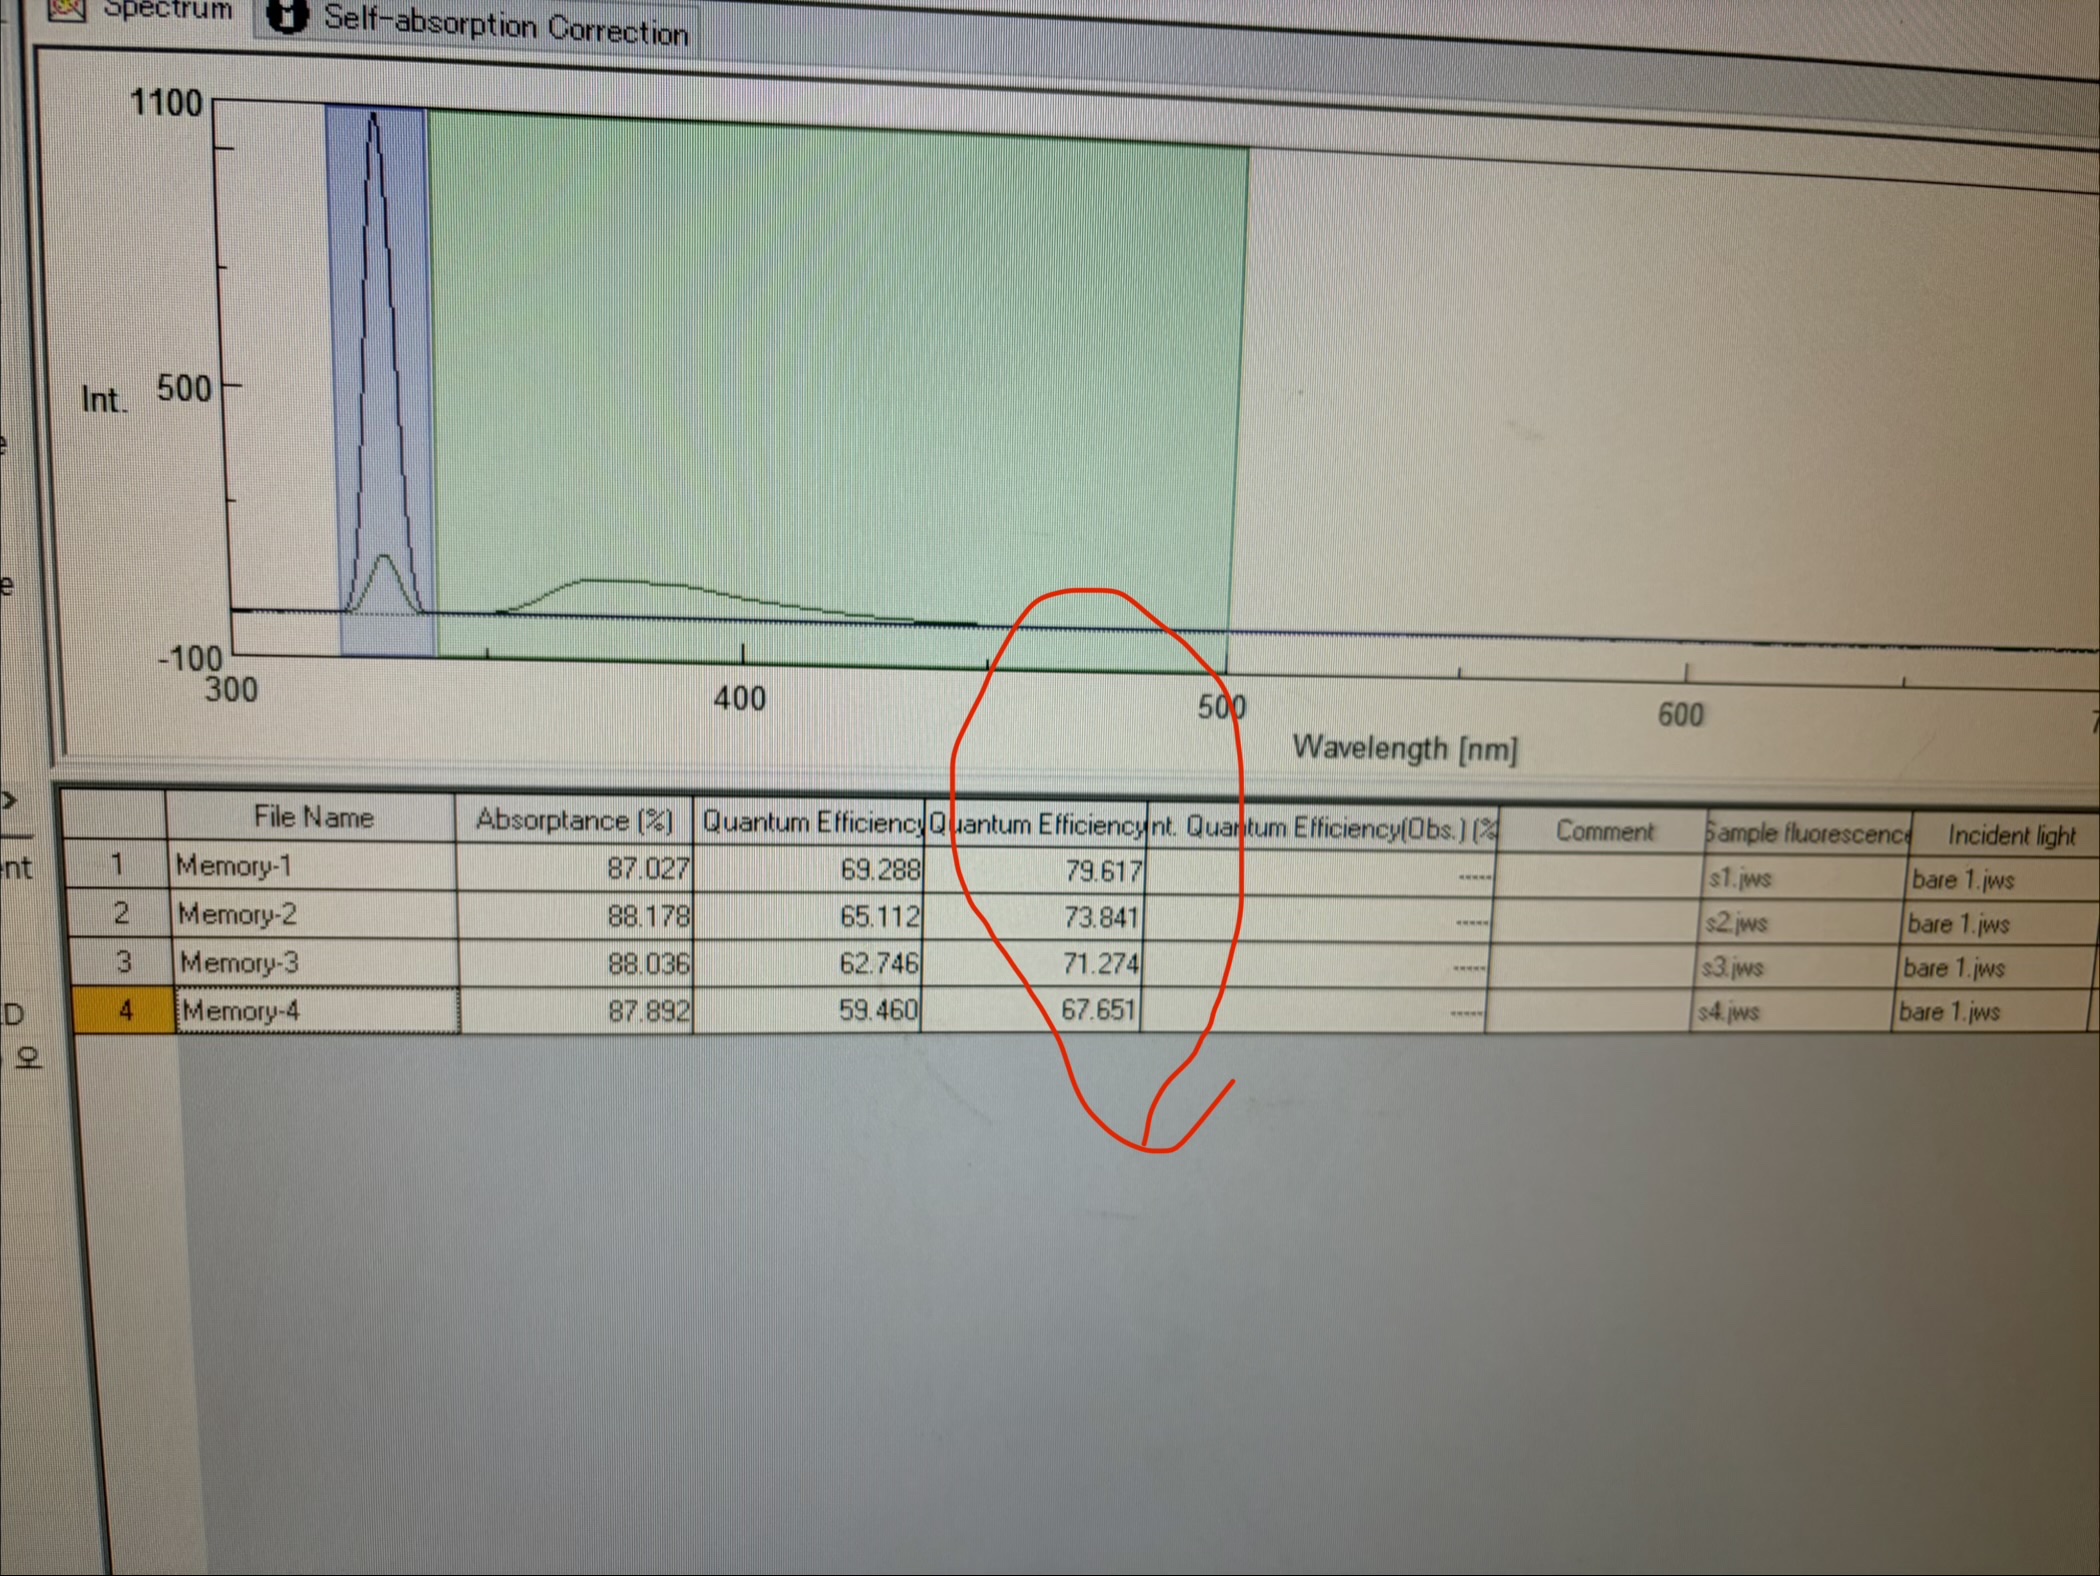 Spectrum Self-absorption Correction
1100
Int. 500
-100
300 400 500 600
Wavelength [nm]
File Name Absorptance (%) Quantum Efficiency Quantum Efficiency nt. Quantum Efficiency(Obs.) (% Comment Sample fluorescence Incident light
1 Memory-1 87.027 69.288 79.617 ----- s1.jws bare 1.jws
2 Memory-2 88.178 65.112 73.841 ----- s2.jws bare 1.jws
3 Memory-3 88.036 62.746 71.274 ----- s3.jws bare 1.jws
4 Memory-4 87.892 59.460 67.651 ----- s4.jws bare 1.jws